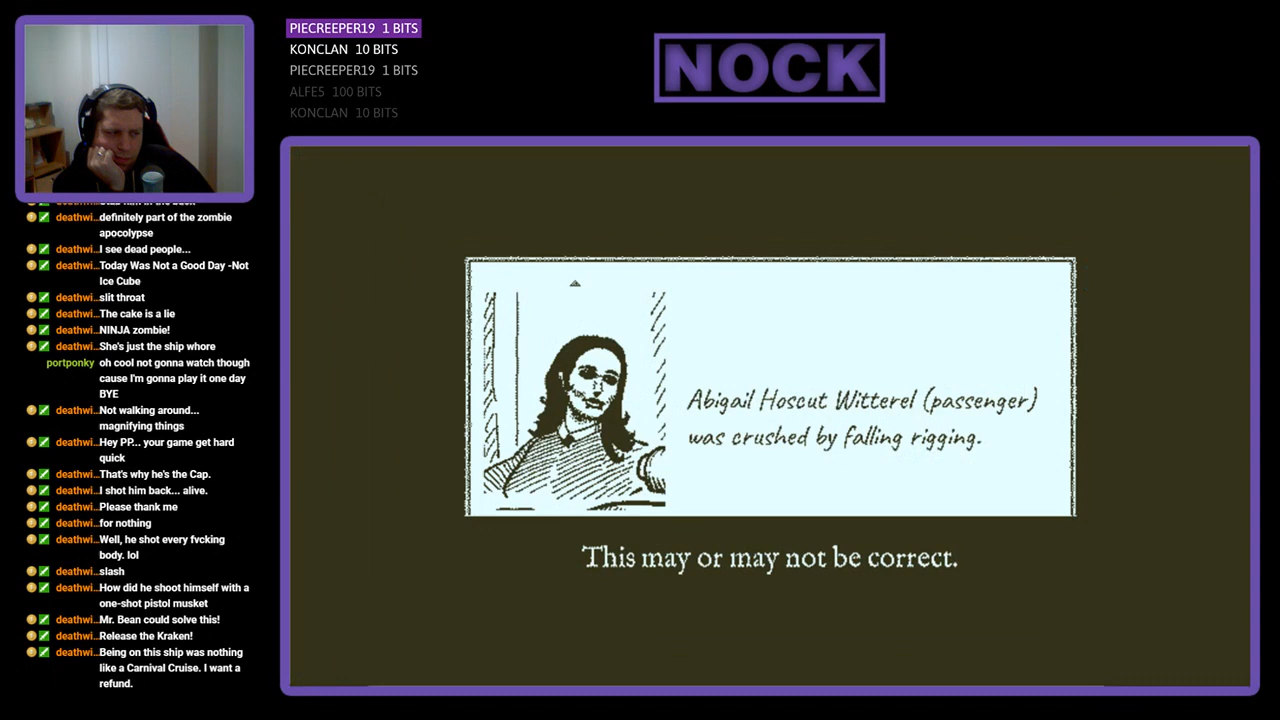 PIECREEPER19 1 BITS
KONCLAN 10 BITS
PIECREEPER19 1 BITS
ALFE5 100 BITS
KONCLAN 10 BITS
NOCK
deathwi...definitely part of the zombie
apocolypse
deathwi...I see dead people...
deathwi...Today Was Not a Good Day -Not
Ice Cube
deathwi...slit throat
deathwi...The cake is a lie
deathwi...NINJA zombie!
deathwi...She's just the ship whore
portponky oh cool not gonna watch though
cause I'm gonna play it one day
BYE
deathwi...Not walking around...
magnifying things
deathwi...Hey PP... your game get hard
quick
deathwi...That's why he's the Cap.
deathwi...I shot him back... alive.
deathwi...Please thank me
deathwi...for nothing
deathwi...Well, he shot every fvcking
body. lol
deathwi...slash
deathwi...How did he shoot himself with a
one-shot pistol musket
deathwi...Mr. Bean could solve this!
deathwi...Release the Kraken!
deathwi...Being on this ship was nothing
like a Carnival Cruise. I want a
refund.
Abigail Hoscut Witterel (passenger)
was crushed by falling rigging.
This may or may not be correct.